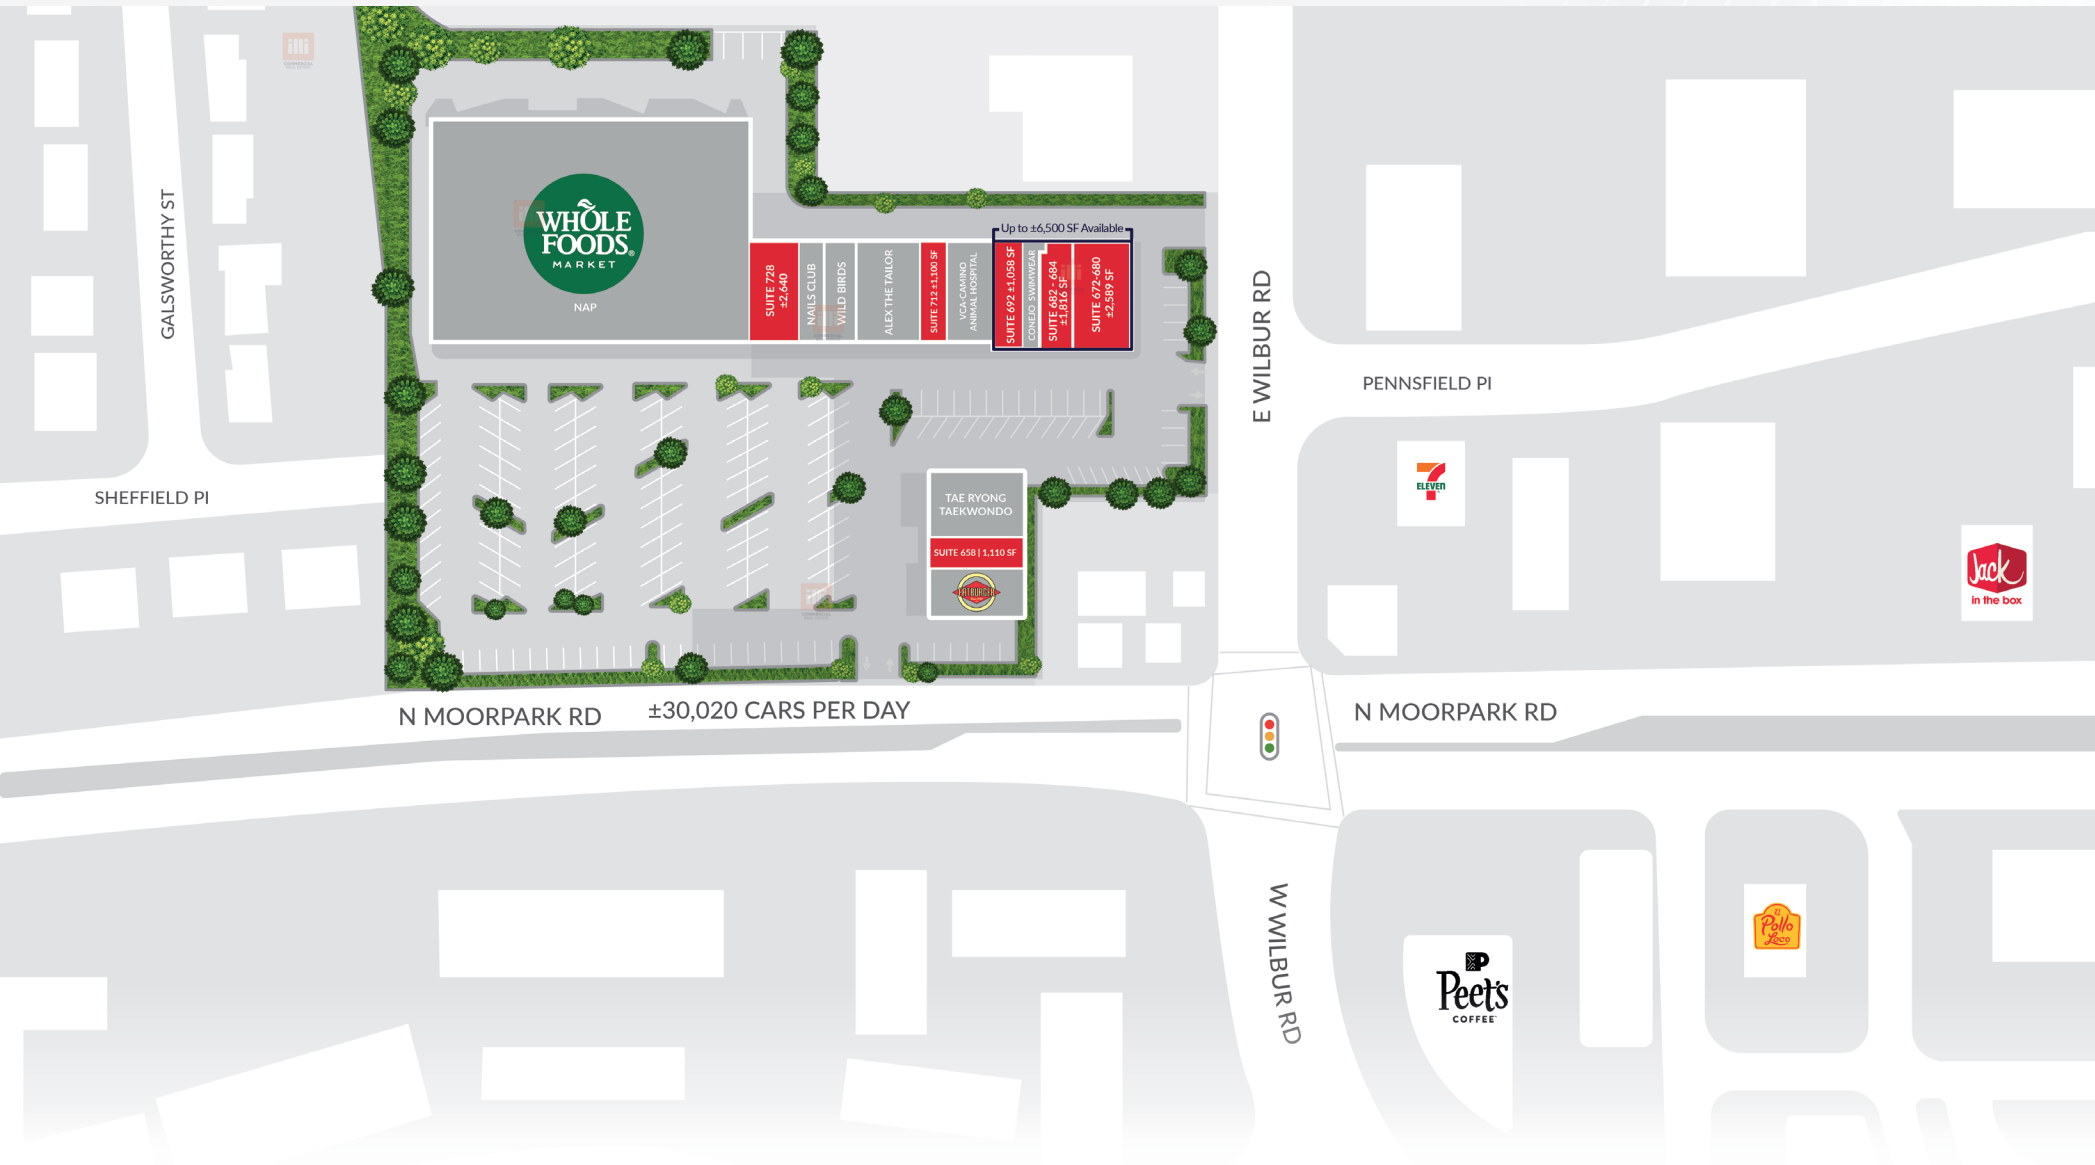 WHOLE
FOODS
MARKET
NAP
Up to ±6,500 SF Available
SUITE 728
±2,640
NAILS CLUB
WILD BIRDS
ALEX THE TAILOR
SUITE 712 ±1,100 SF
VCA-CAMINO
ANIMAL HOSPITAL
SUITE 692 ±1,058 SF
CONEJO SWIMWEAR
SUITE 682 - 684
±1,816 SF
SUITE 672-680
±2,589 SF
GALSWORTHY ST
SHEFFIELD Pl
E WILBUR RD
PENNSFIELD Pl
7
ELEVEN
TAE RYONG
TAEKWONDO
SUITE 658 | 1,110 SF
FATBURGER
Jack
in the box
N MOORPARK RD
±30,020 CARS PER DAY
N MOORPARK RD
W WILBUR RD
El
Pollo
Loco
Peet's
COFFEE